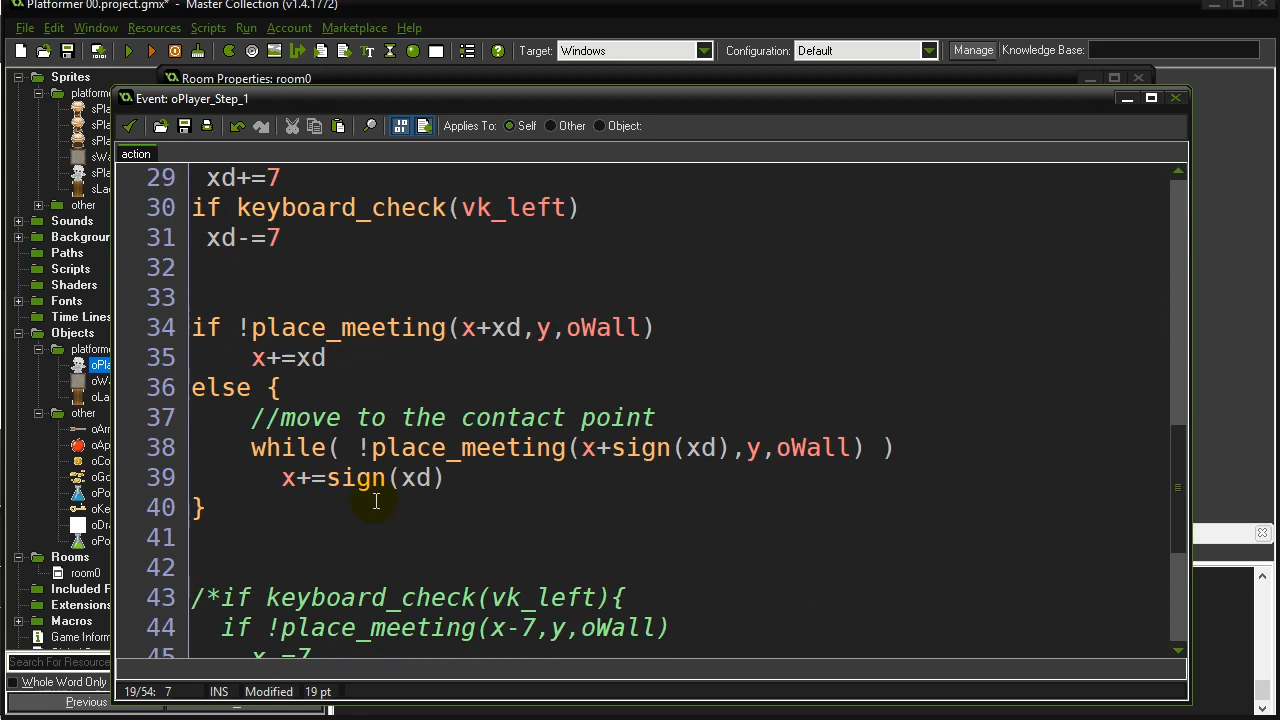 Platformer 00.project.gmx* - Master Collection (v1.4.1772)
File Edit Window Resources Scripts Run Account Marketplace Help
Target: Windows Configuration: Default Manage Knowledge Base:
Sprites
platform
sPla
sPla
sPla
sWa
sPla
sLad
other
Sounds
Backgroun
Paths
Scripts
Shaders
Fonts
Time Lines
Objects
platform
oPla
oWa
oLa
other
oArr
oAp
oCo
oGo
oPo
oKe
oDra
oPo
Rooms
room0
Included F
Extensions
Macros
Game Inform
Search For Resource
Whole Word Only
Previous
Room Properties: room0
Event: oPlayer_Step_1
Applies To: Self Other Object:
action
29 xd+=7
30 if keyboard_check(vk_left)
31 xd-=7
32
33
34 if !place_meeting(x+xd,y,oWall)
35 x+=xd
36 else {
37 //move to the contact point
38 while( !place_meeting(x+sign(xd),y,oWall) )
39 x+=sign(xd)
40 }
41
42
43 /*if keyboard_check(vk_left){
44 if !place_meeting(x-7,y,oWall)
45
19/54: 7 INS Modified 19 pt